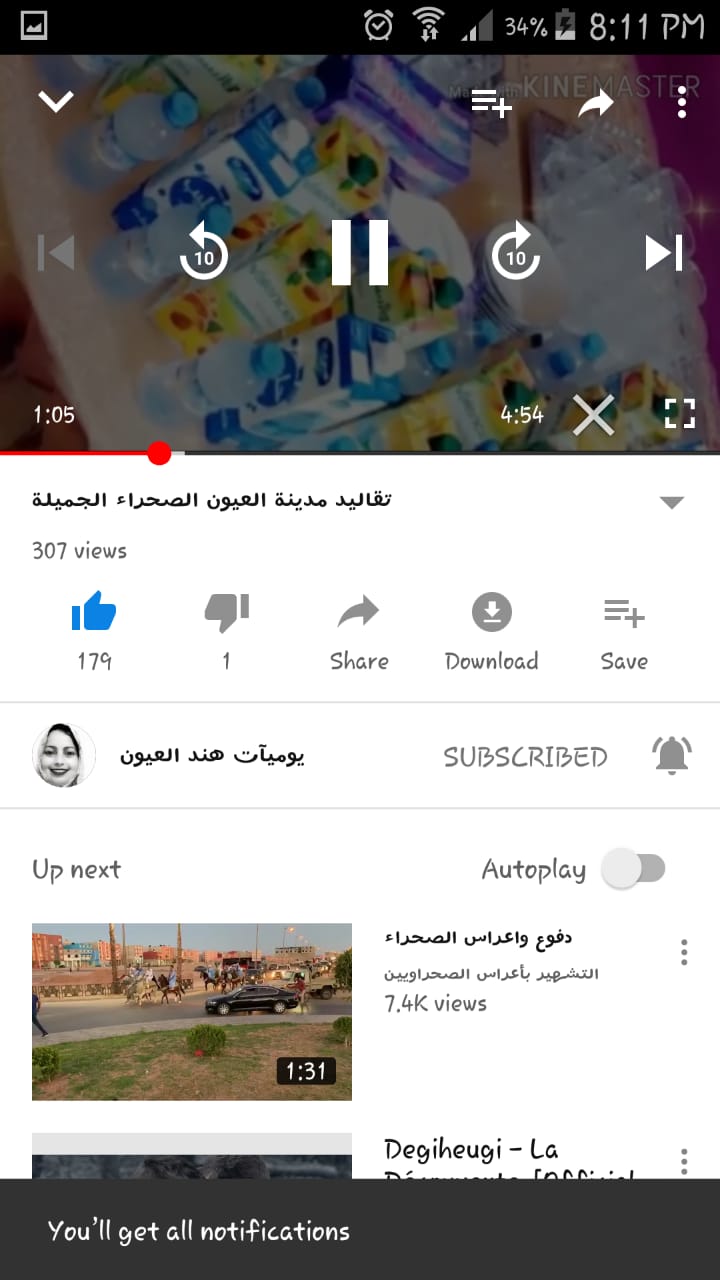 34% 8:11 PM
Made with KINEMASTER
10 10
1:05 4:54
تقاليد مدينة العيون الصحراء الجميلة
307 views
179 1 Share Download Save
يوميآت هند العيون SUBSCRIBED
Up next Autoplay
دفوع واعراس الصحراء
التشهير بأعراس الصحراويين
7.4K views
1:31
Degiheugi - La
You'll get all notifications